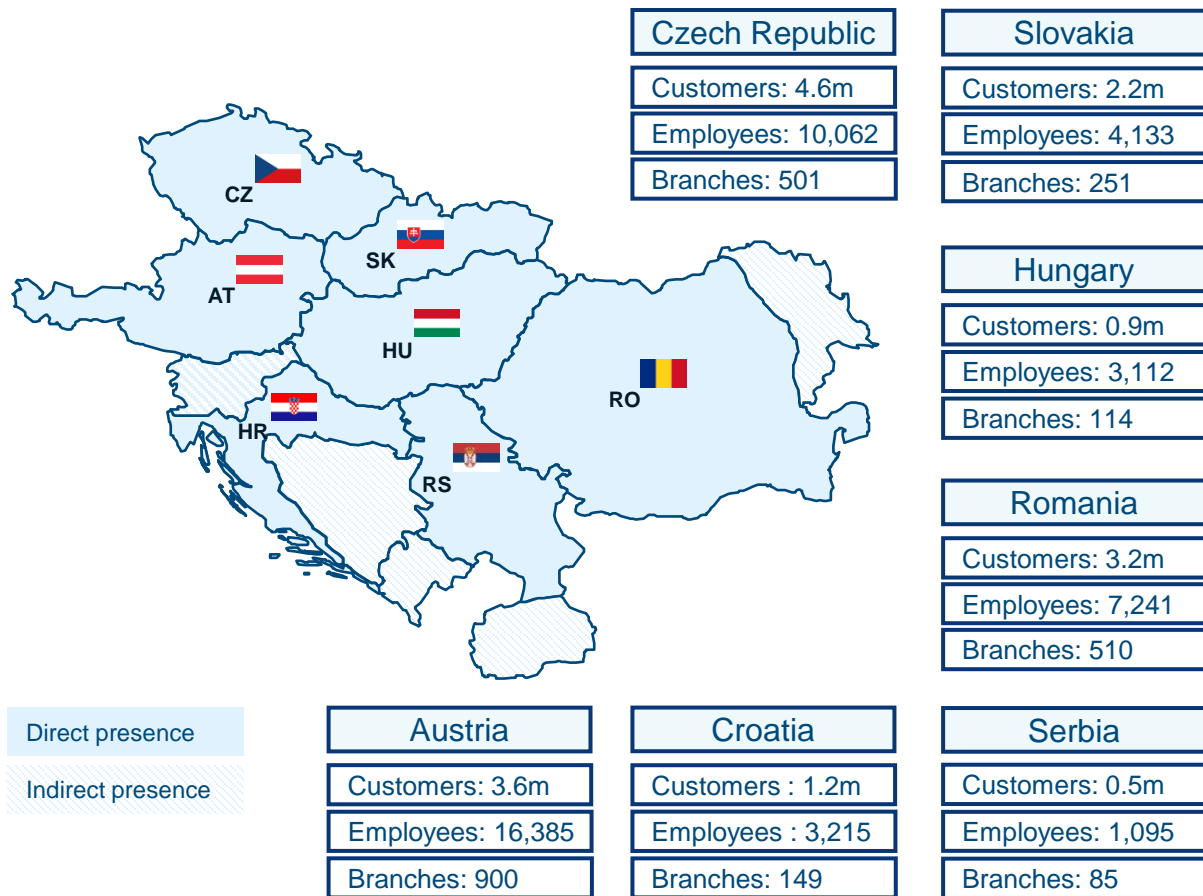 Czech Republic
Customers: 4.6m
Employees: 10,062
Branches: 501
Slovakia
Customers: 2.2m
Employees: 4,133
Branches: 251
CZ
SK
AT
HU
RO
HR
RS
Hungary
Customers: 0.9m
Employees: 3,112
Branches: 114
Romania
Customers: 3.2m
Employees: 7,241
Branches: 510
Direct presence
Indirect presence
Austria
Customers: 3.6m
Employees: 16,385
Branches: 900
Croatia
Customers : 1.2m
Employees : 3,215
Branches: 149
Serbia
Customers: 0.5m
Employees: 1,095
Branches: 85